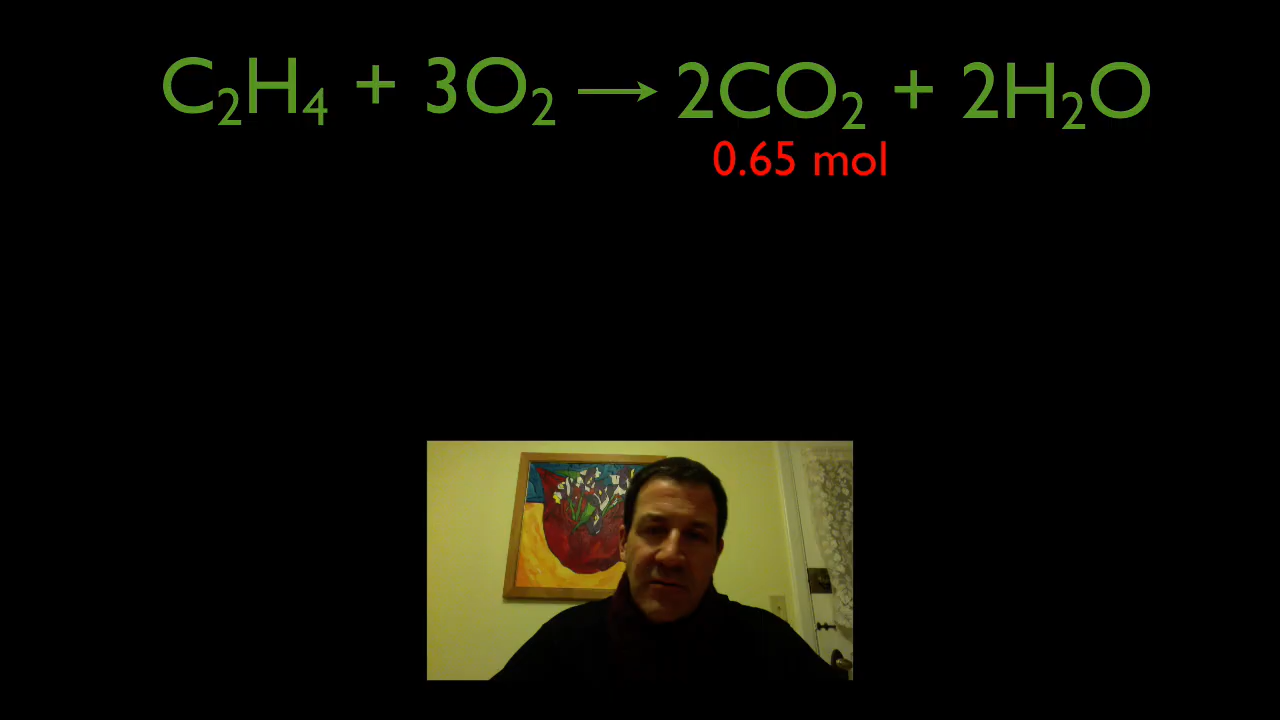 C₂H₄ + 3O₂ → 2CO₂ + 2H₂O
0.65 mol